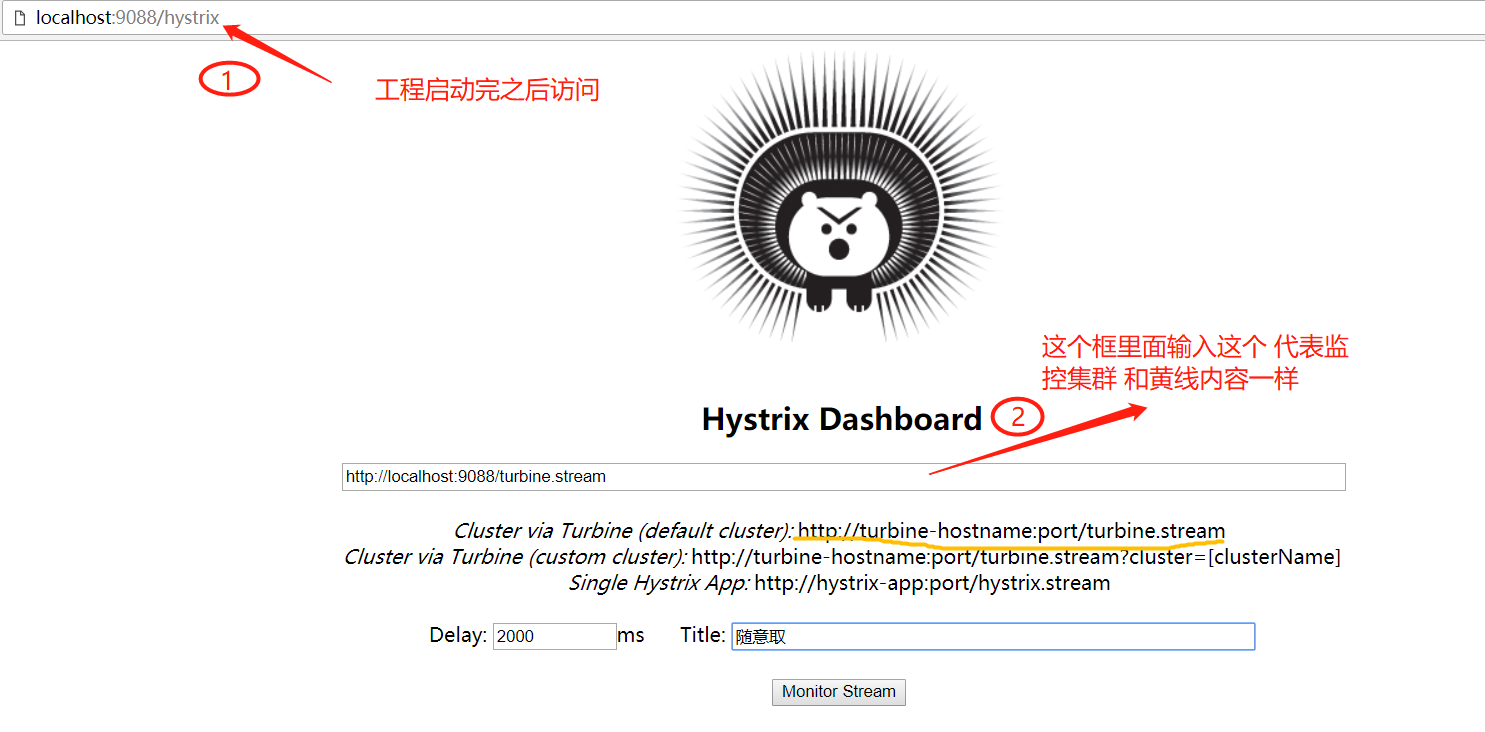 localhost:9088/hystrix
1
工程启动完之后访问
这个框里面输入这个 代表监
控集群 和黄线内容一样
Hystrix Dashboard
2
http://localhost:9088/turbine.stream
Cluster via Turbine (default cluster): http://turbine-hostname:port/turbine.stream
Cluster via Turbine (custom cluster): http://turbine-hostname:port/turbine.stream?cluster=[clusterName]
Single Hystrix App: http://hystrix-app:port/hystrix.stream
Delay: 2000 ms Title: 随意取
Monitor Stream